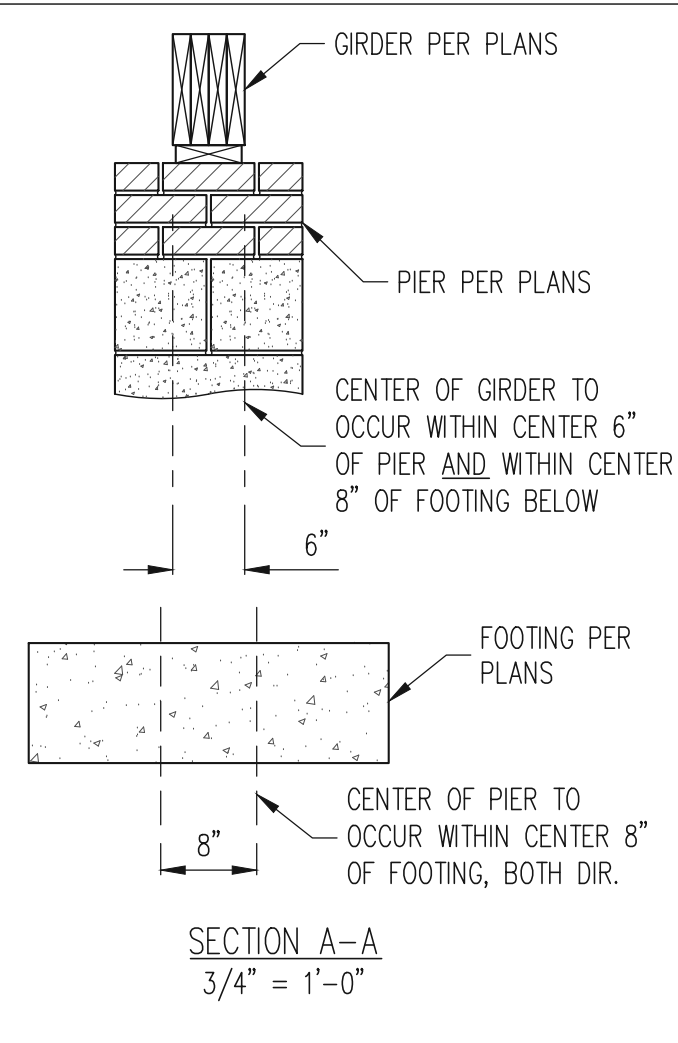 GIRDER PER PLANS
PIER PER PLANS
CENTER OF GIRDER TO
OCCUR WITHIN CENTER 6”
OF PIER AND WITHIN CENTER
8” OF FOOTING BELOW
6”
FOOTING PER
PLANS
CENTER OF PIER TO
OCCUR WITHIN CENTER 8”
OF FOOTING, BOTH DIR.
8”
SECTION A–A
3/4” = 1’–0”